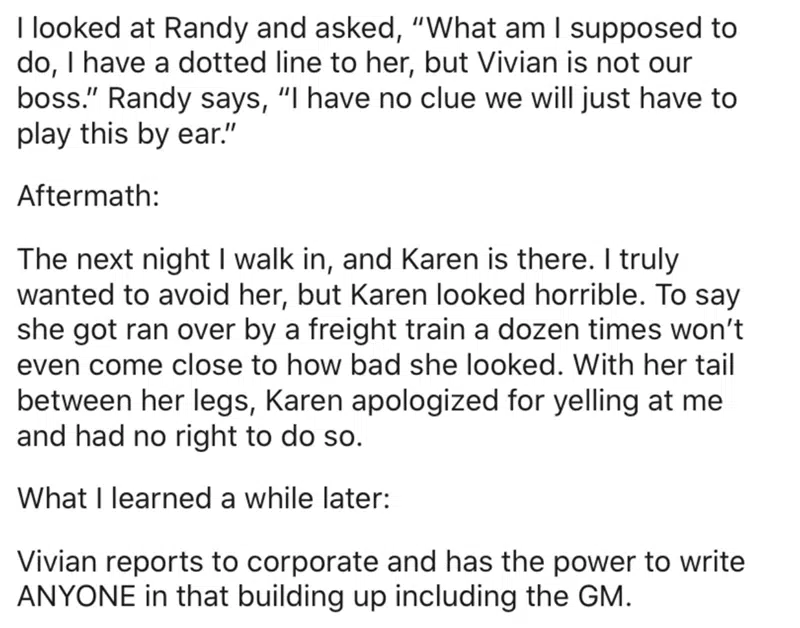 I looked at Randy and asked, “What am I supposed to
do, I have a dotted line to her, but Vivian is not our
boss.” Randy says, “I have no clue we will just have to
play this by ear.”
Aftermath:
The next night I walk in, and Karen is there. I truly
wanted to avoid her, but Karen looked horrible. To say
she got ran over by a freight train a dozen times won’t
even come close to how bad she looked. With her tail
between her legs, Karen apologized for yelling at me
and had no right to do so.
What I learned a while later:
Vivian reports to corporate and has the power to write
ANYONE in that building up including the GM.